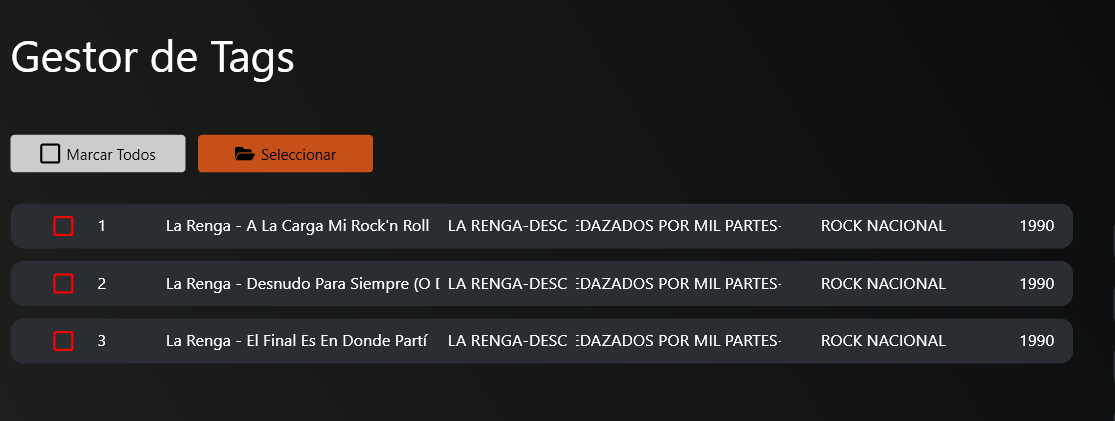 Gestor de Tags
Marcar Todos Seleccionar
1 La Renga - A La Carga Mi Rock'n Roll LA RENGA-DESC EDAZADOS POR MIL PARTES- ROCK NACIONAL 1990
2 La Renga - Desnudo Para Siempre (O D LA RENGA-DESC EDAZADOS POR MIL PARTES- ROCK NACIONAL 1990
3 La Renga - El Final Es En Donde Partí LA RENGA-DESC EDAZADOS POR MIL PARTES- ROCK NACIONAL 1990